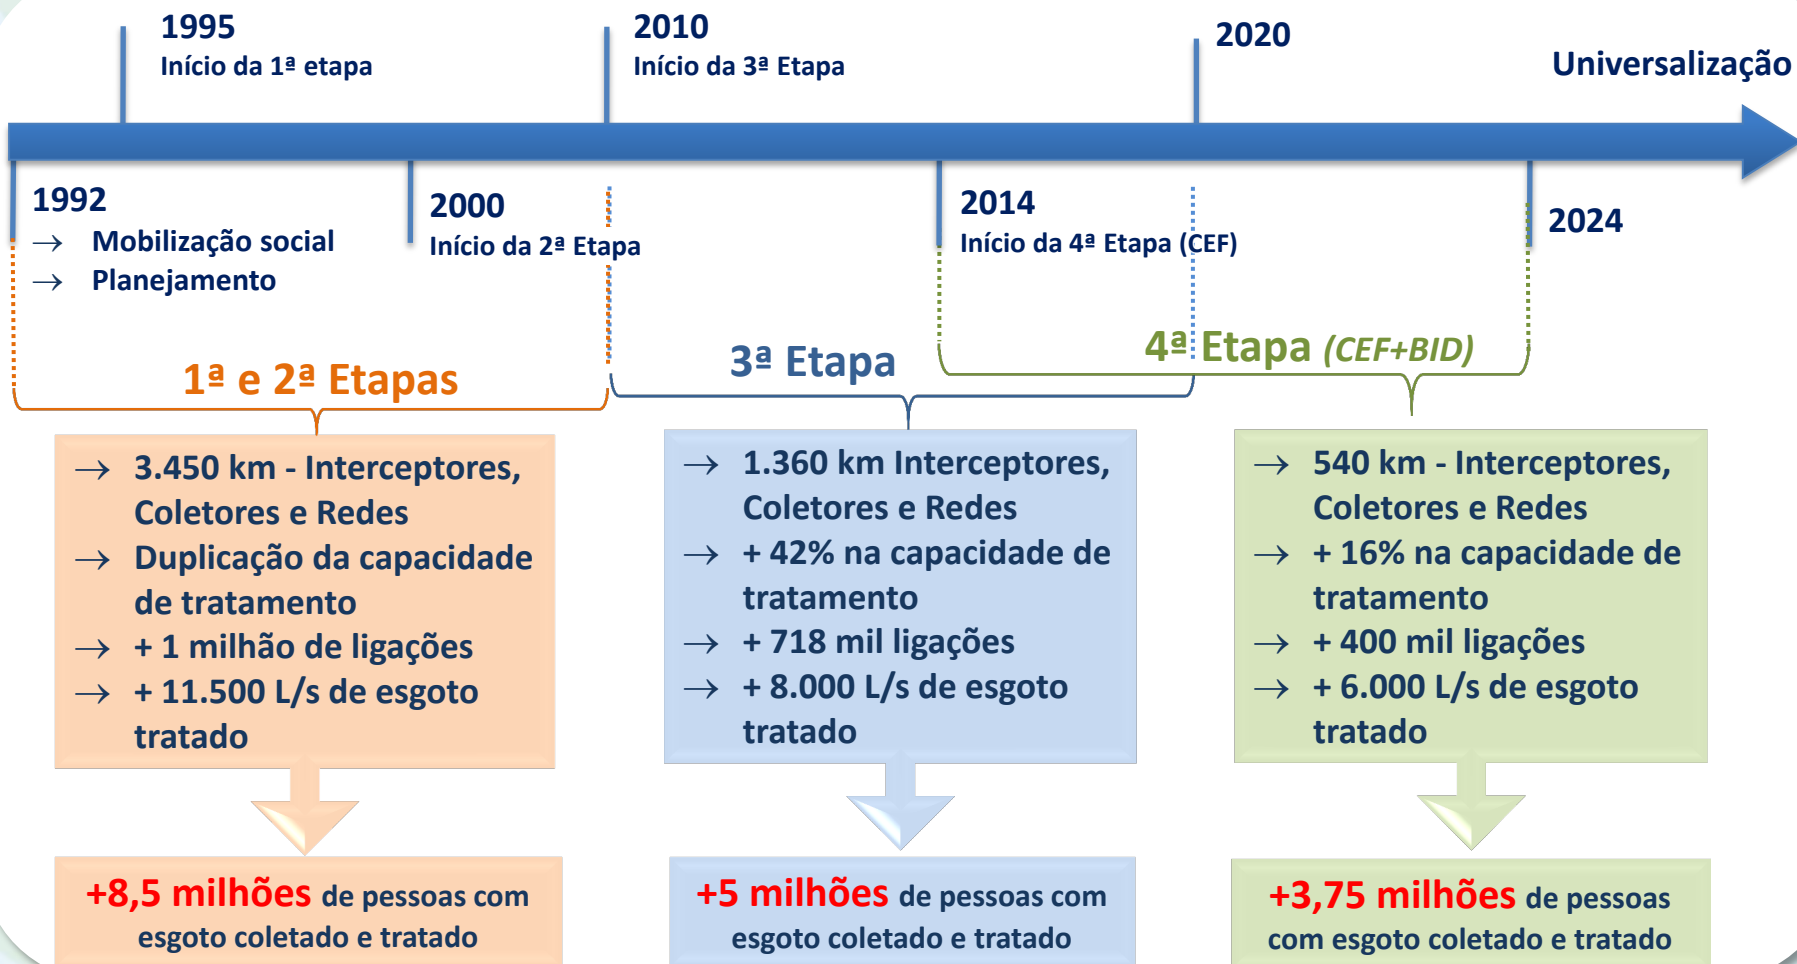 1995
Início da 1ª etapa
2010
Início da 3ª Etapa
2020
Universalização
1992
→ Mobilização social
→ Planejamento
2000
Início da 2ª Etapa
2014
Início da 4ª Etapa (CEF)
2024
1ª e 2ª Etapas
3ª Etapa
4ª Etapa (CEF+BID)
→ 3.450 km - Interceptores,
Coletores e Redes
→ Duplicação da capacidade
de tratamento
→ + 1 milhão de ligações
→ + 11.500 L/s de esgoto
tratado
→ 1.360 km Interceptores,
Coletores e Redes
→ + 42% na capacidade de
tratamento
→ + 718 mil ligações
→ + 8.000 L/s de esgoto
tratado
→ 540 km - Interceptores,
Coletores e Redes
→ + 16% na capacidade de
tratamento
→ + 400 mil ligações
→ + 6.000 L/s de esgoto
tratado
+8,5 milhões de pessoas com
esgoto coletado e tratado
+5 milhões de pessoas com
esgoto coletado e tratado
+3,75 milhões de pessoas
com esgoto coletado e tratado